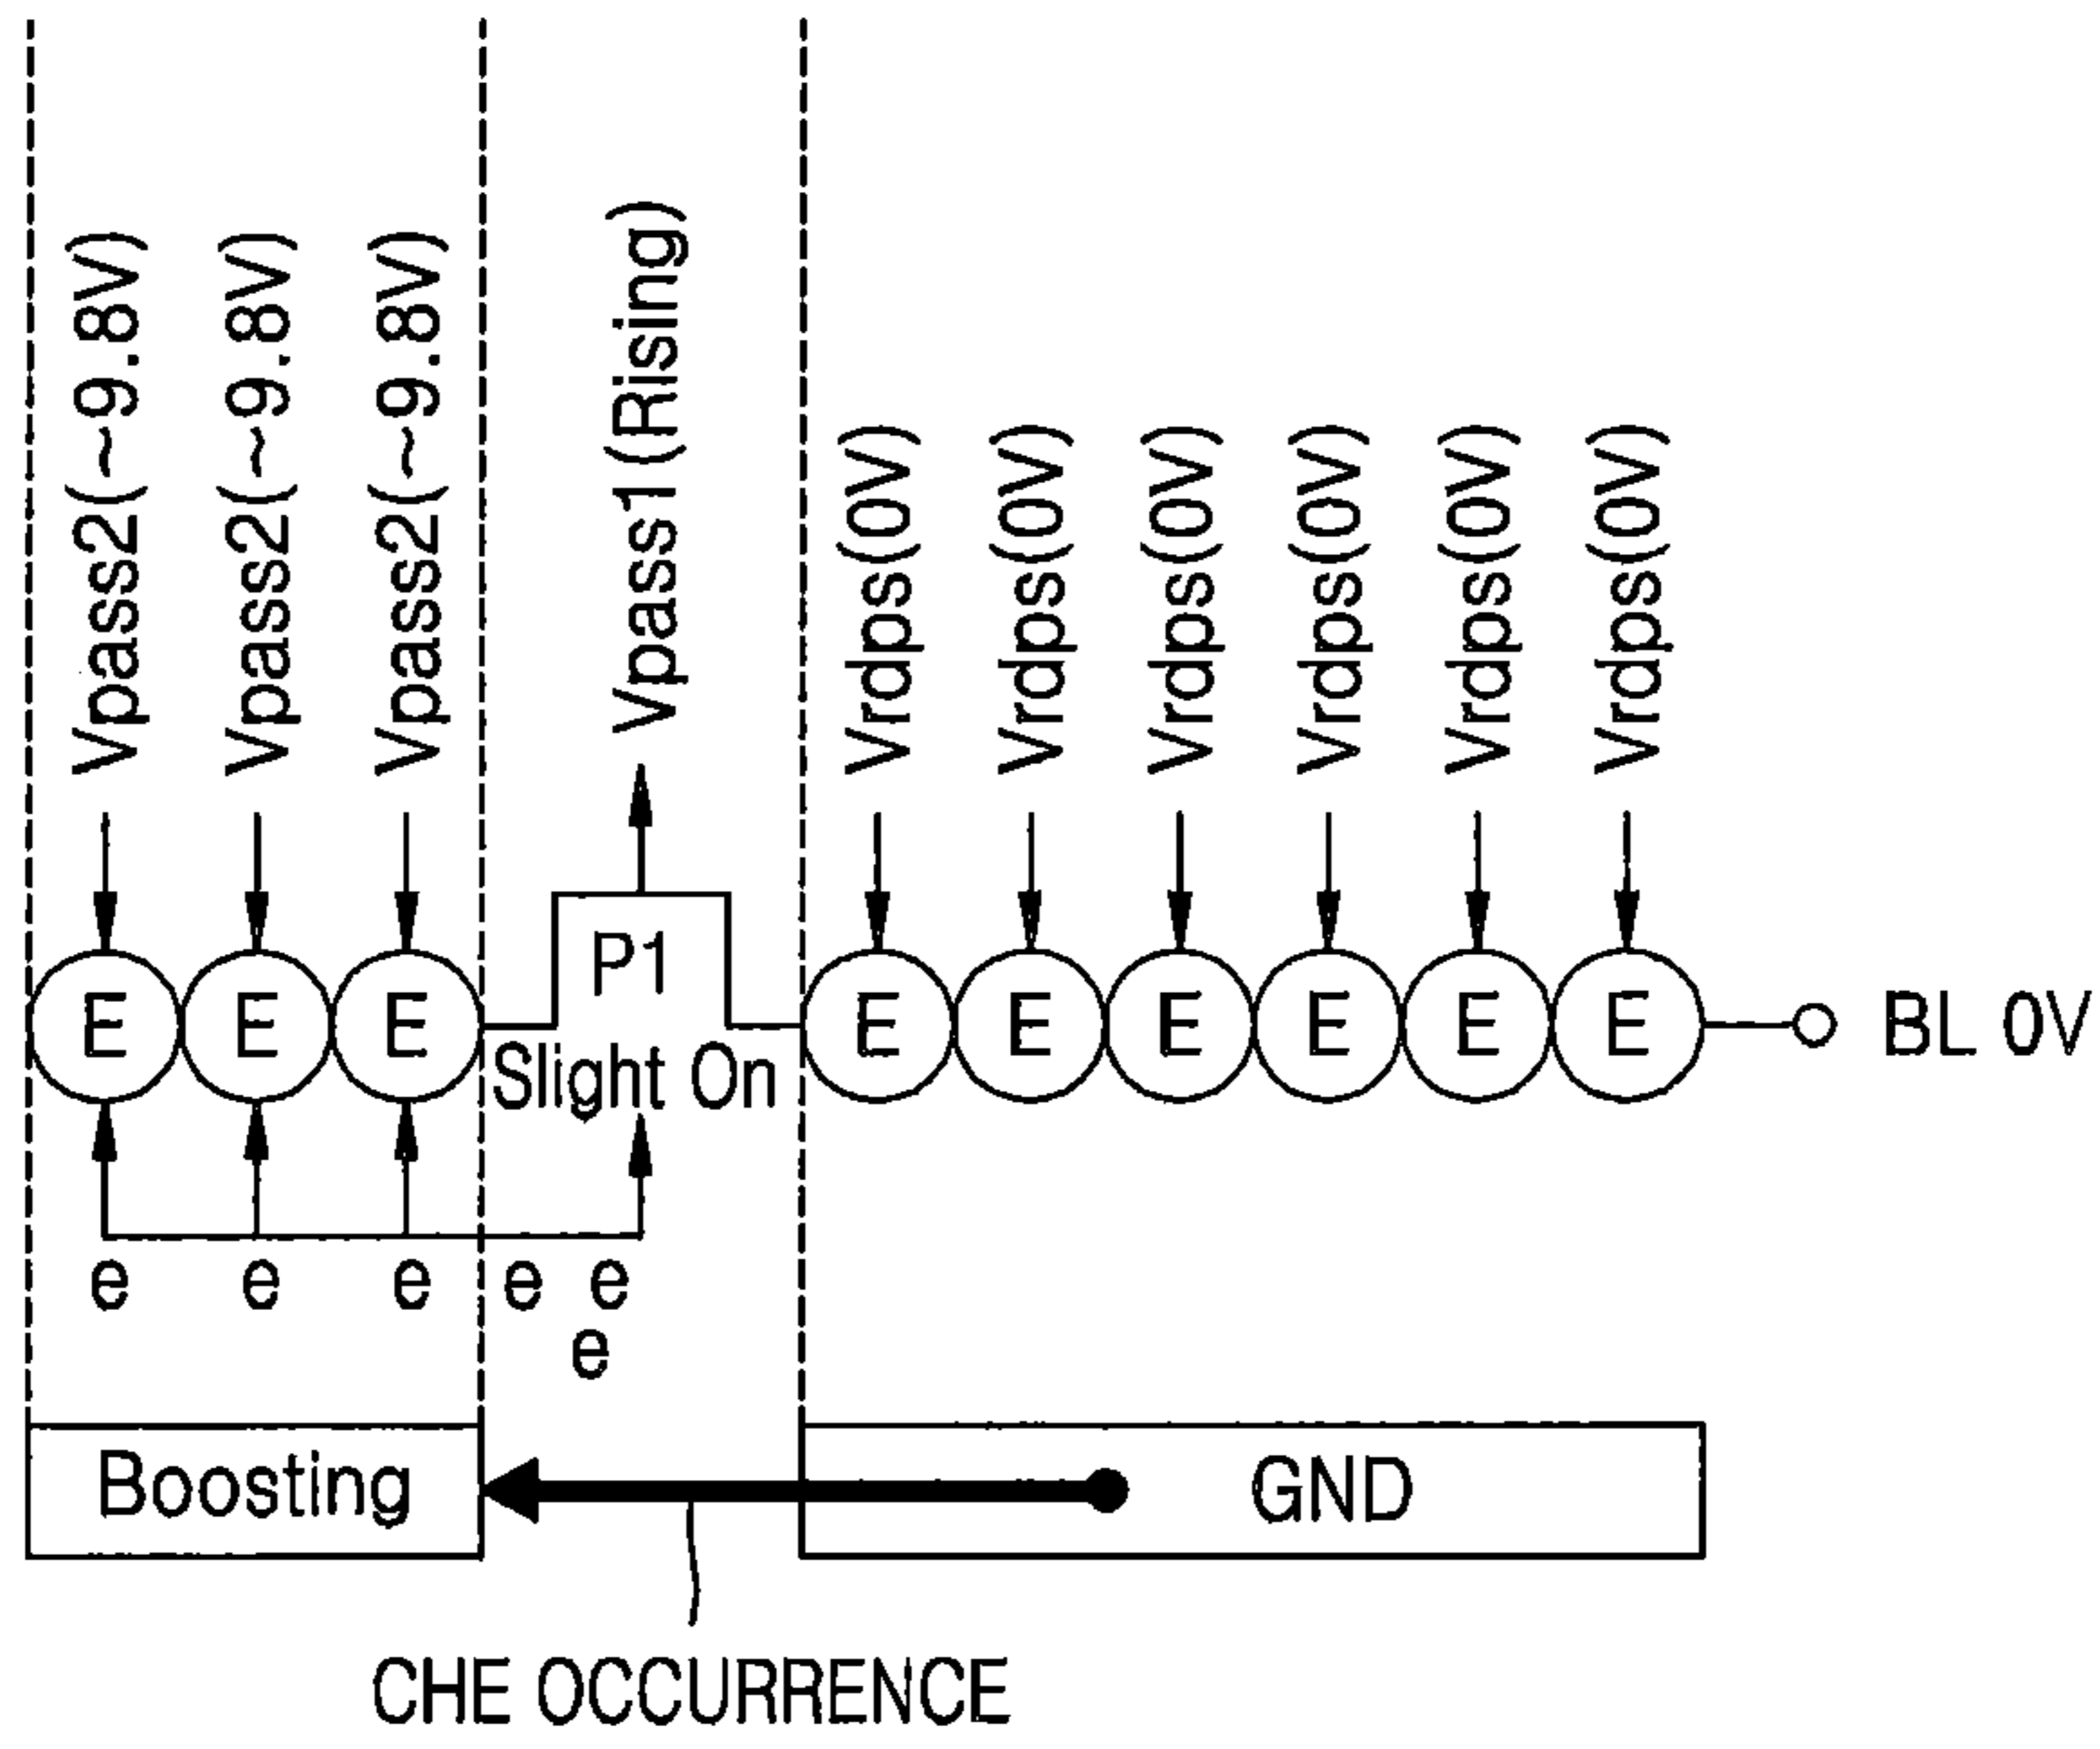 Vpass2(~9.8V)
Vpass2(~9.8V)
Vpass2(~9.8V)
Vpass1(Rising)
Vrdps(0V)
Vrdps(0V)
Vrdps(0V)
Vrdps(0V)
Vrdps(0V)
Vrdps(0V)
P1
E E E E E E E E E BL 0V
Slight On
e e e e e
e
Boosting GND
CHE OCCURRENCE